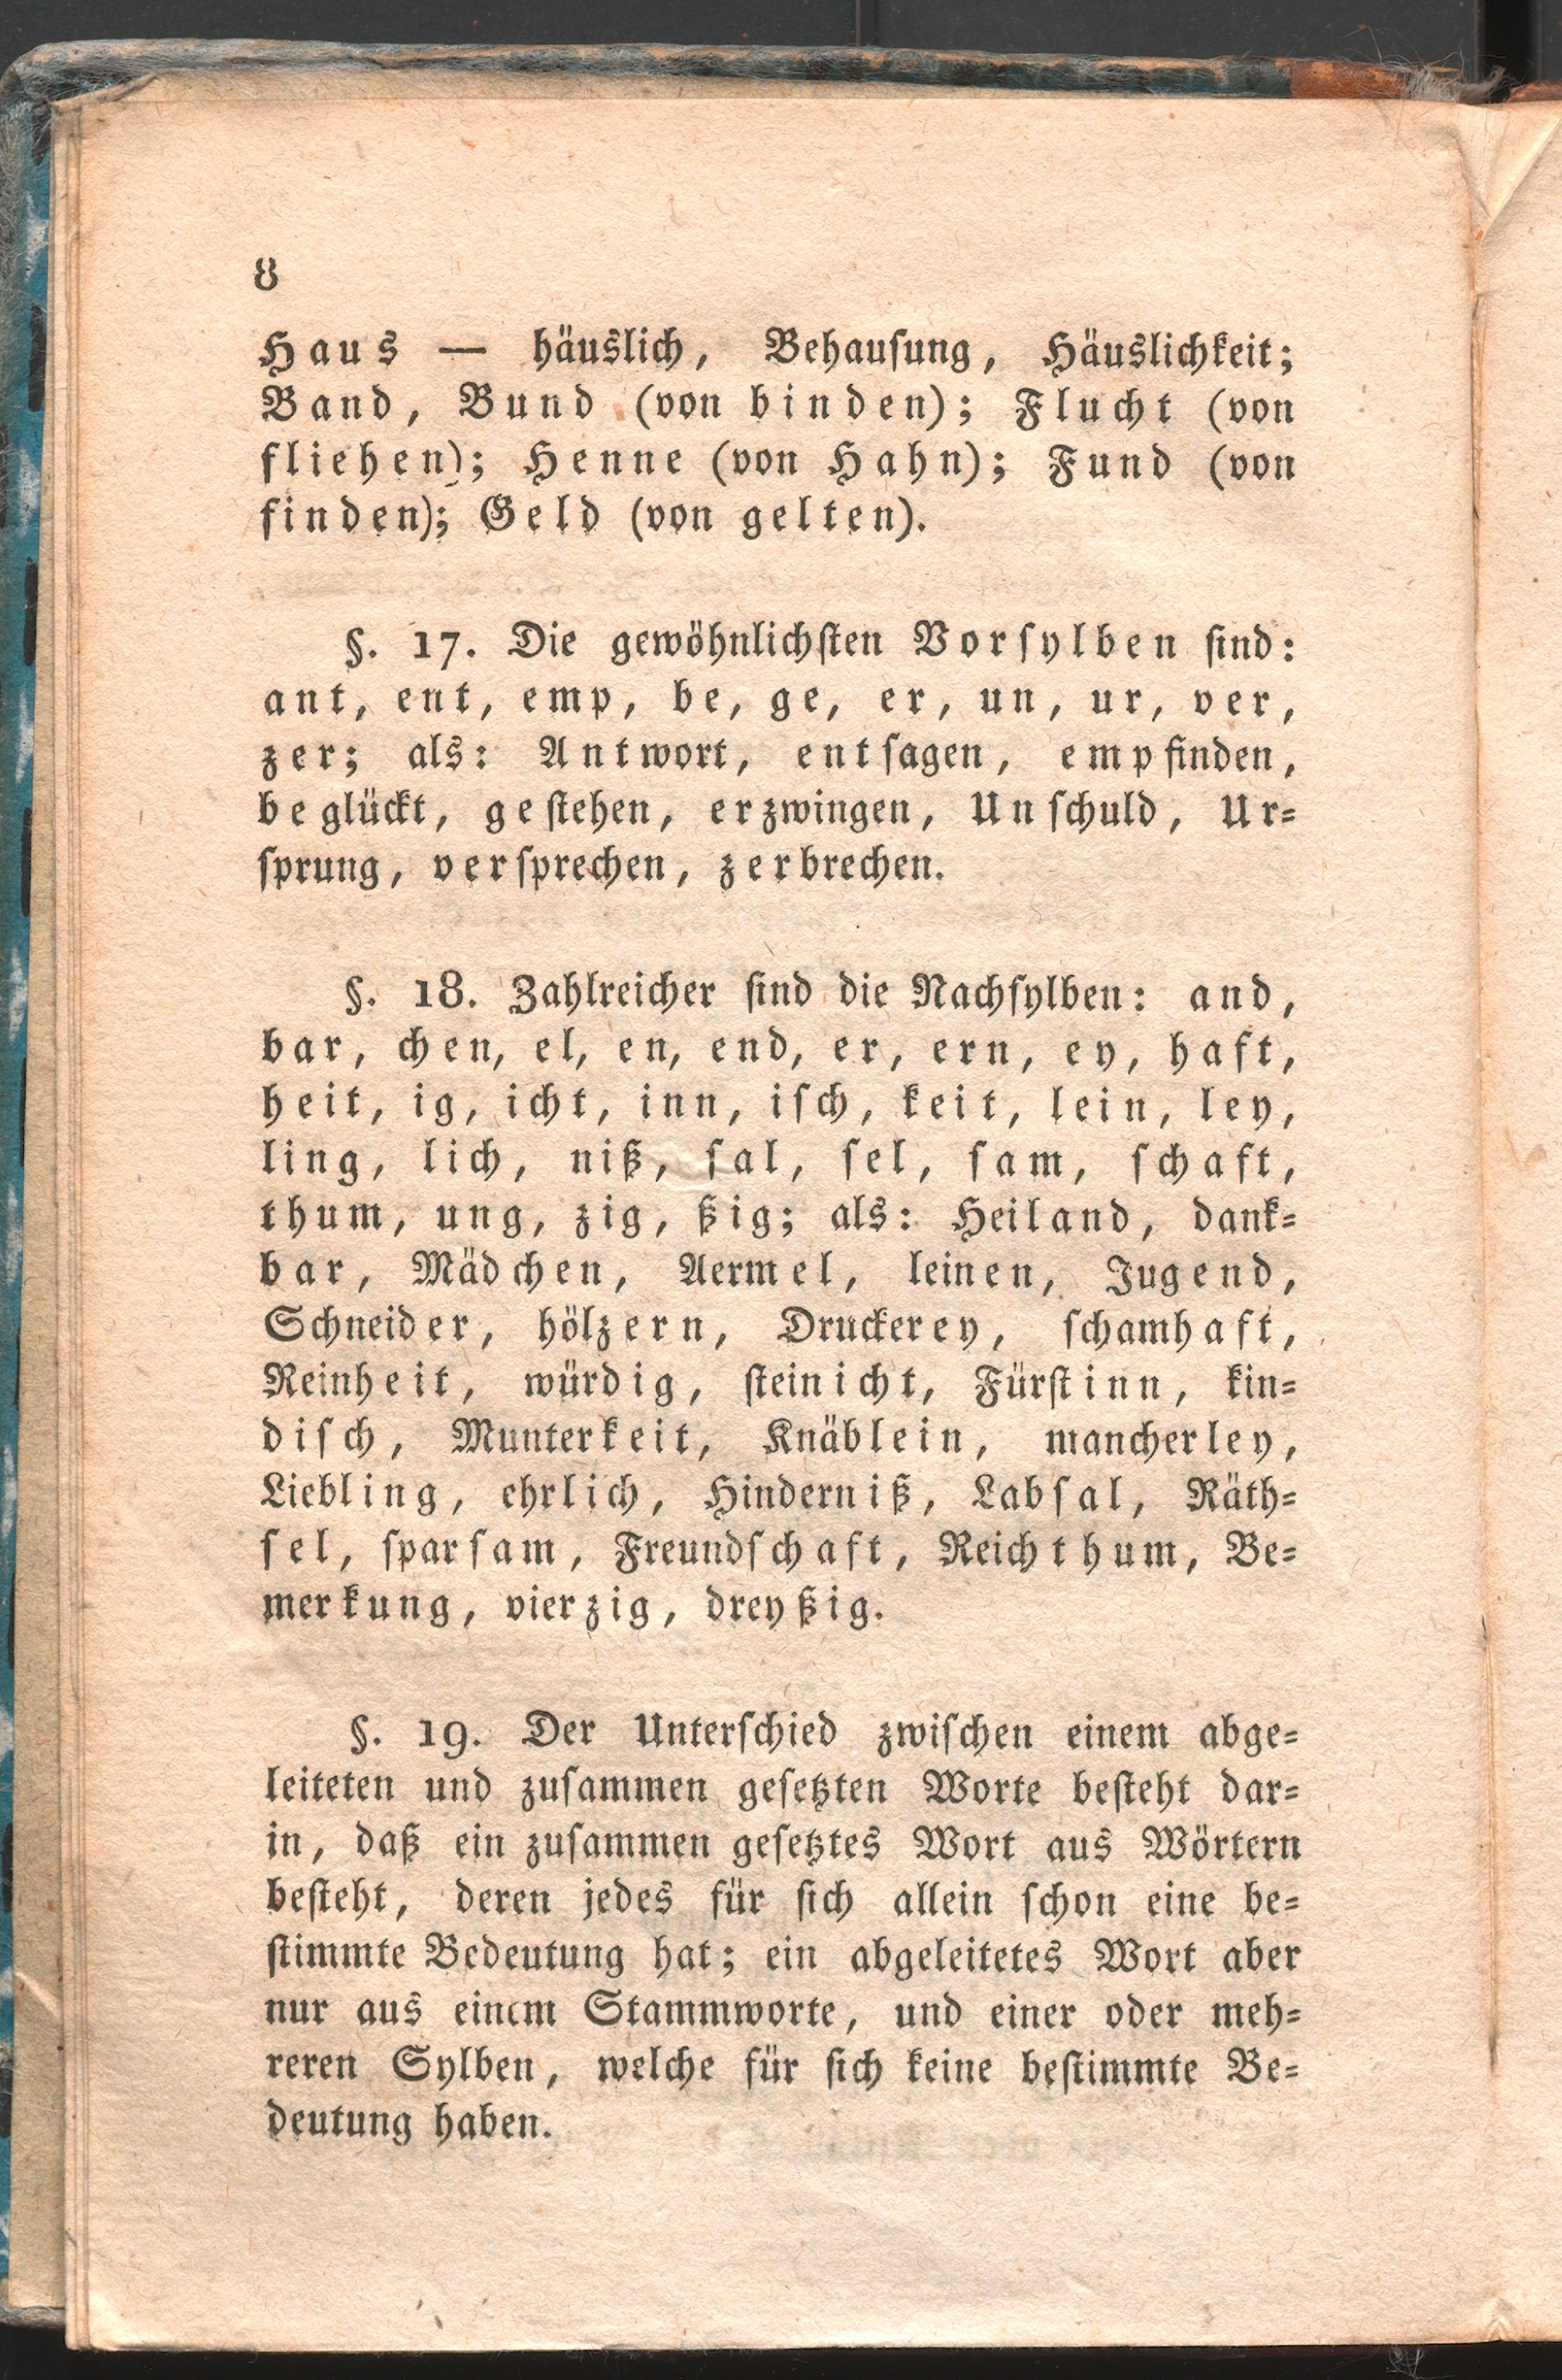 8
Haus — häuslich, Behauſung, Häuslichkeit;
Band, Bund (von binden); Flucht (von
fliehen); Henne (von Hahn); Fund (von
finden); Geld (von gelten).
§. 17. Die gewöhnlichſten Vorſylben ſind:
ant, ent, emp, be, ge, er, un, ur, ver,
zer; als: Antwort, entſagen, empfinden,
beglückt, geſtehen, erzwingen, Unſchuld, Ur⸗
ſprung, verſprechen, zerbrechen.
§. 18. Zahlreicher ſind die Nachſylben: and,
bar, chen, el, en, end, er, ern, ey, haft,
heit, ig, icht, inn, iſch, keit, lein, ley,
ling, lich, niß, ſal, ſel, ſam, ſchaft,
thum, ung, zig, ßig; als: Heiland, dank⸗
bar, Mädchen, Aermel, leinen, Jugend,
Schneider, hölzern, Druckerey, ſchamhaft,
Reinheit, würdig, ſteinicht, Fürſtinn, kin⸗
diſch, Munterkeit, Knäblein, mancherley,
Liebling, ehrlich, Hinderniß, Labſal, Räth⸗
ſel, ſparſam, Freundſchaft, Reichthum, Be⸗
merkung, vierzig, dreyßig.
§. 19. Der Unterſchied zwiſchen einem abge⸗
leiteten und zuſammen geſetzten Worte beſteht dar⸗
in, daß ein zuſammen geſetztes Wort aus Wörtern
beſteht, deren jedes für ſich allein ſchon eine be⸗
ſtimmte Bedeutung hat; ein abgeleitetes Wort aber
nur aus einem Stammworte, und einer oder meh⸗
reren Sylben, welche für ſich keine beſtimmte Be⸗
deutung haben.